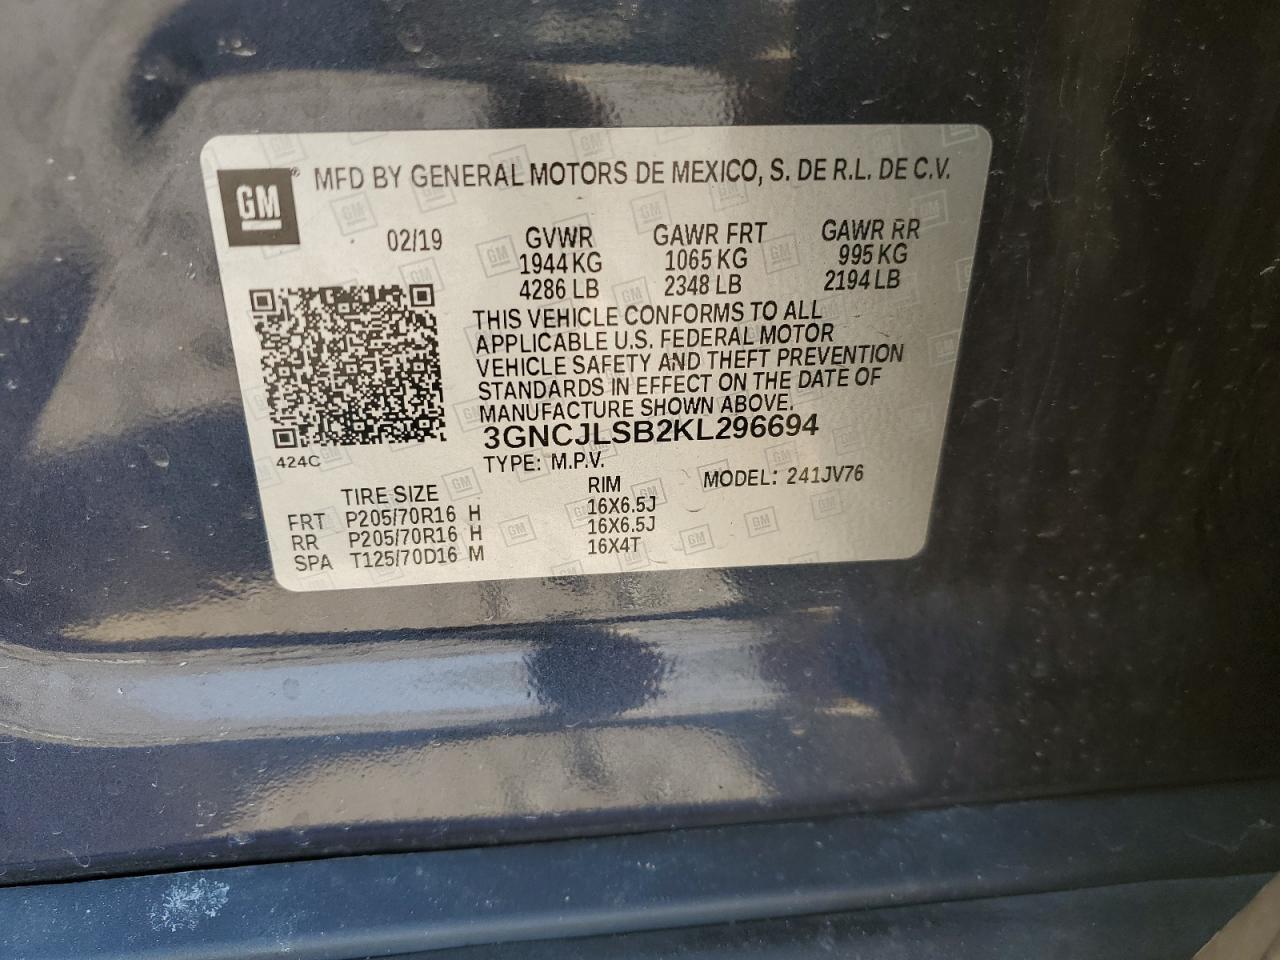 GM
MFD BY GENERAL MOTORS DE MEXICO, S. DE R.L. DE C.V.
02/19 GVWR GAWR FRT GAWR RR
1944 KG 1065 KG 995 KG
4286 LB 2348 LB 2194 LB
THIS VEHICLE CONFORMS TO ALL
APPLICABLE U.S. FEDERAL MOTOR
VEHICLE SAFETY AND THEFT PREVENTION
STANDARDS IN EFFECT ON THE DATE OF
MANUFACTURE SHOWN ABOVE.
3GNCJLSB2KL296694
424C
TYPE: M.P.V. MODEL: 241JV76
TIRE SIZE RIM
FRT P205/70R16 H 16X6.5J
RR P205/70R16 H 16X6.5J
SPA T125/70D16 M 16X4T